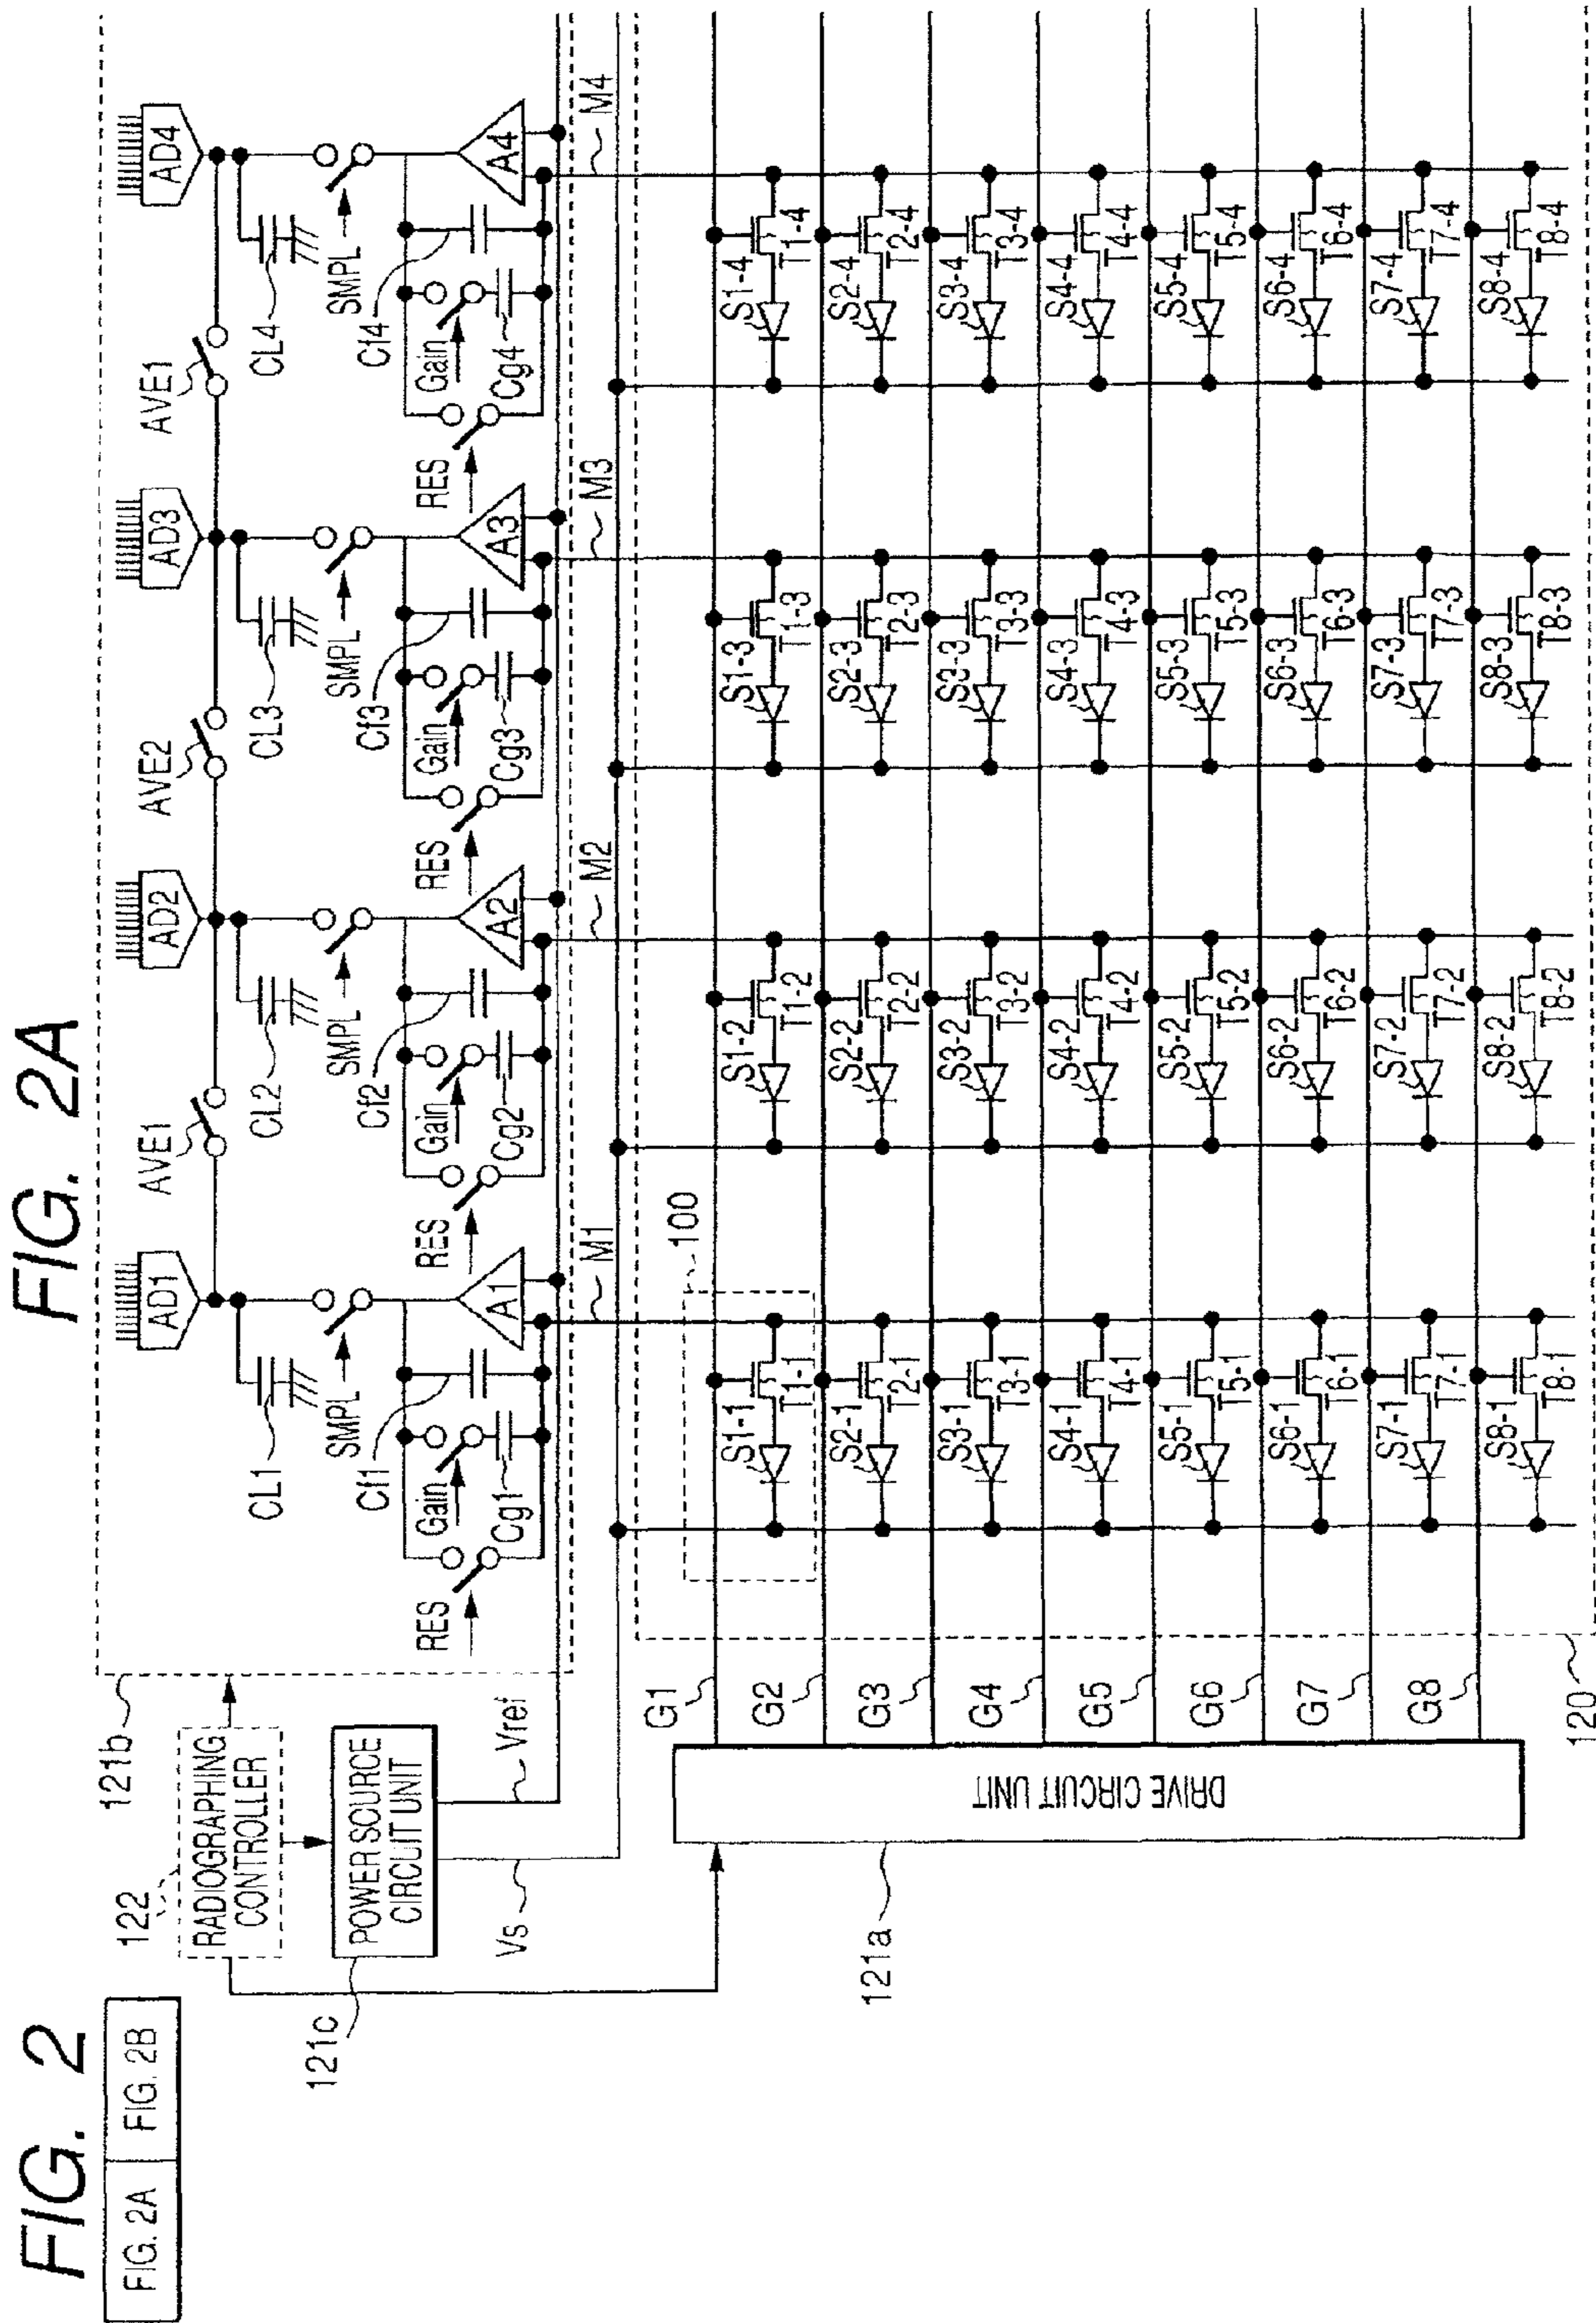 FIG. 2
FIG. 2A
FIG. 2B
FIG. 2A
122
RADIOGRAPHING
CONTROLLER
121b
121c
POWER SOURCE
CIRCUIT UNIT
Vs
Vref
121a
DRIVE CIRCUIT UNIT
AD1
AD2
AD3
AD4
AVE1
AVE2
AVE1
CL1
CL2
CL3
CL4
SMPL
SMPL
SMPL
SMPL
Cf1
Cf2
Cf3
Cf4
Gain
Gain
Gain
Gain
Cg1
Cg2
Cg3
Cg4
RES
RES
RES
RES
A1
A2
A3
A4
M1
M2
M3
M4
100
G1
S1-1
T1-1
S1-2
T1-2
S1-3
T1-3
S1-4
T1-4
G2
S2-1
T2-1
S2-2
T2-2
S2-3
T2-3
S2-4
T2-4
G3
S3-1
T3-1
S3-2
T3-2
S3-3
T3-3
S3-4
T3-4
G4
S4-1
T4-1
S4-2
T4-2
S4-3
T4-3
S4-4
T4-4
G5
S5-1
T5-1
S5-2
T5-2
S5-3
T5-3
S5-4
T5-4
G6
S6-1
T6-1
S6-2
T6-2
S6-3
T6-3
S6-4
T6-4
G7
S7-1
T7-1
S7-2
T7-2
S7-3
T7-3
S7-4
T7-4
G8
S8-1
T8-1
S8-2
T8-2
S8-3
T8-3
S8-4
T8-4
120